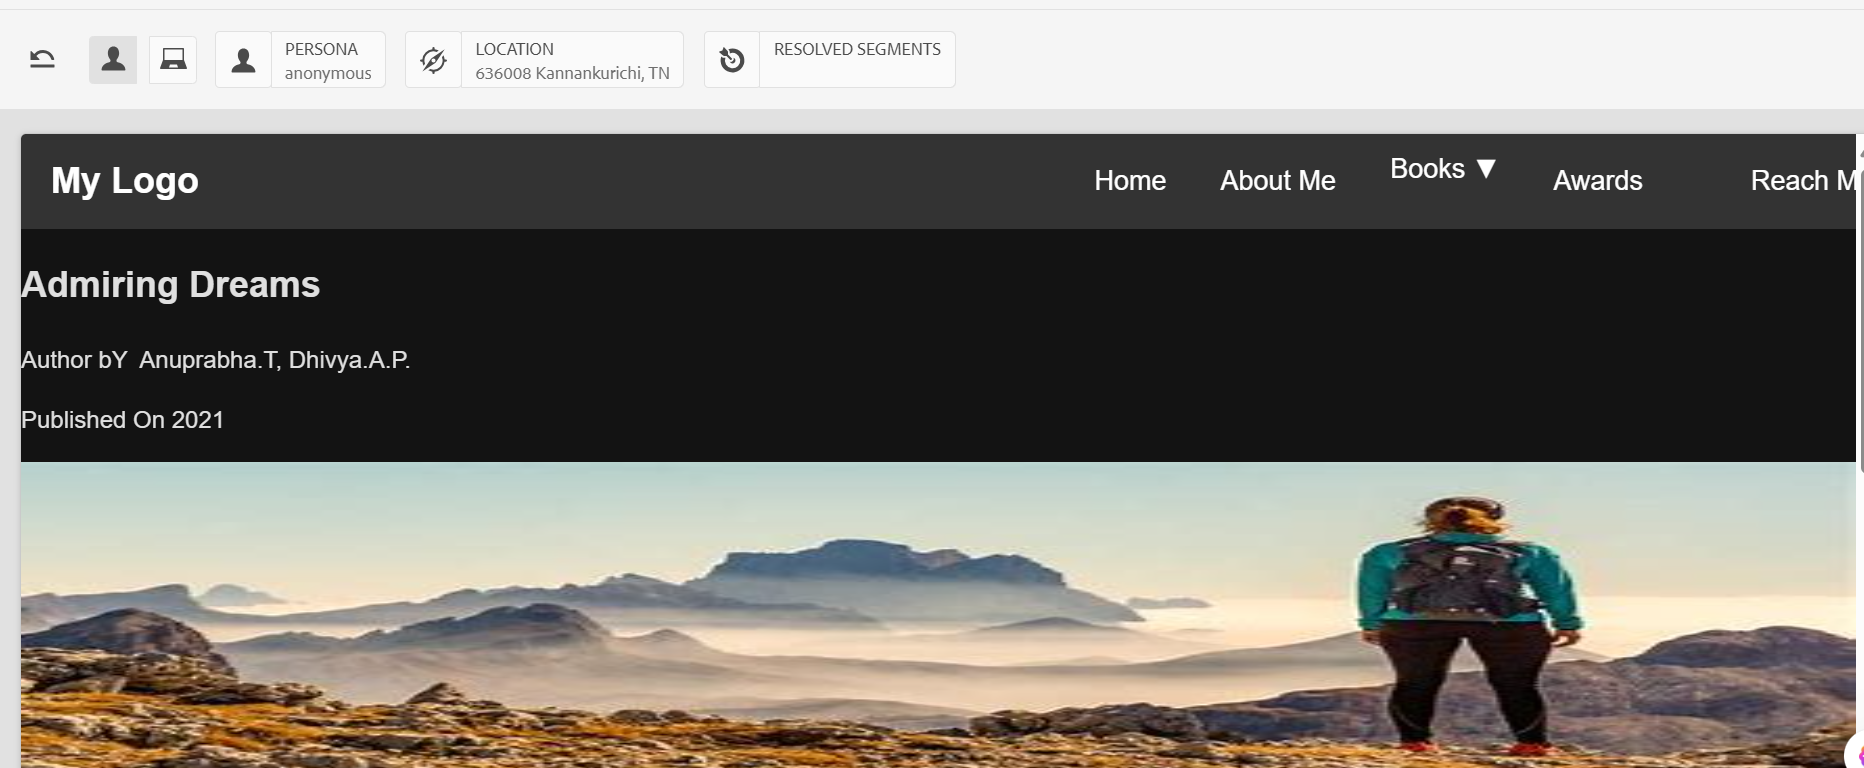 PERSONA
anonymous
LOCATION
636008 Kannankurichi, TN
RESOLVED SEGMENTS
My Logo
Home About Me Books ▼ Awards Reach M
Admiring Dreams
Author bY Anuprabha.T, Dhivya.A.P.
Published On 2021